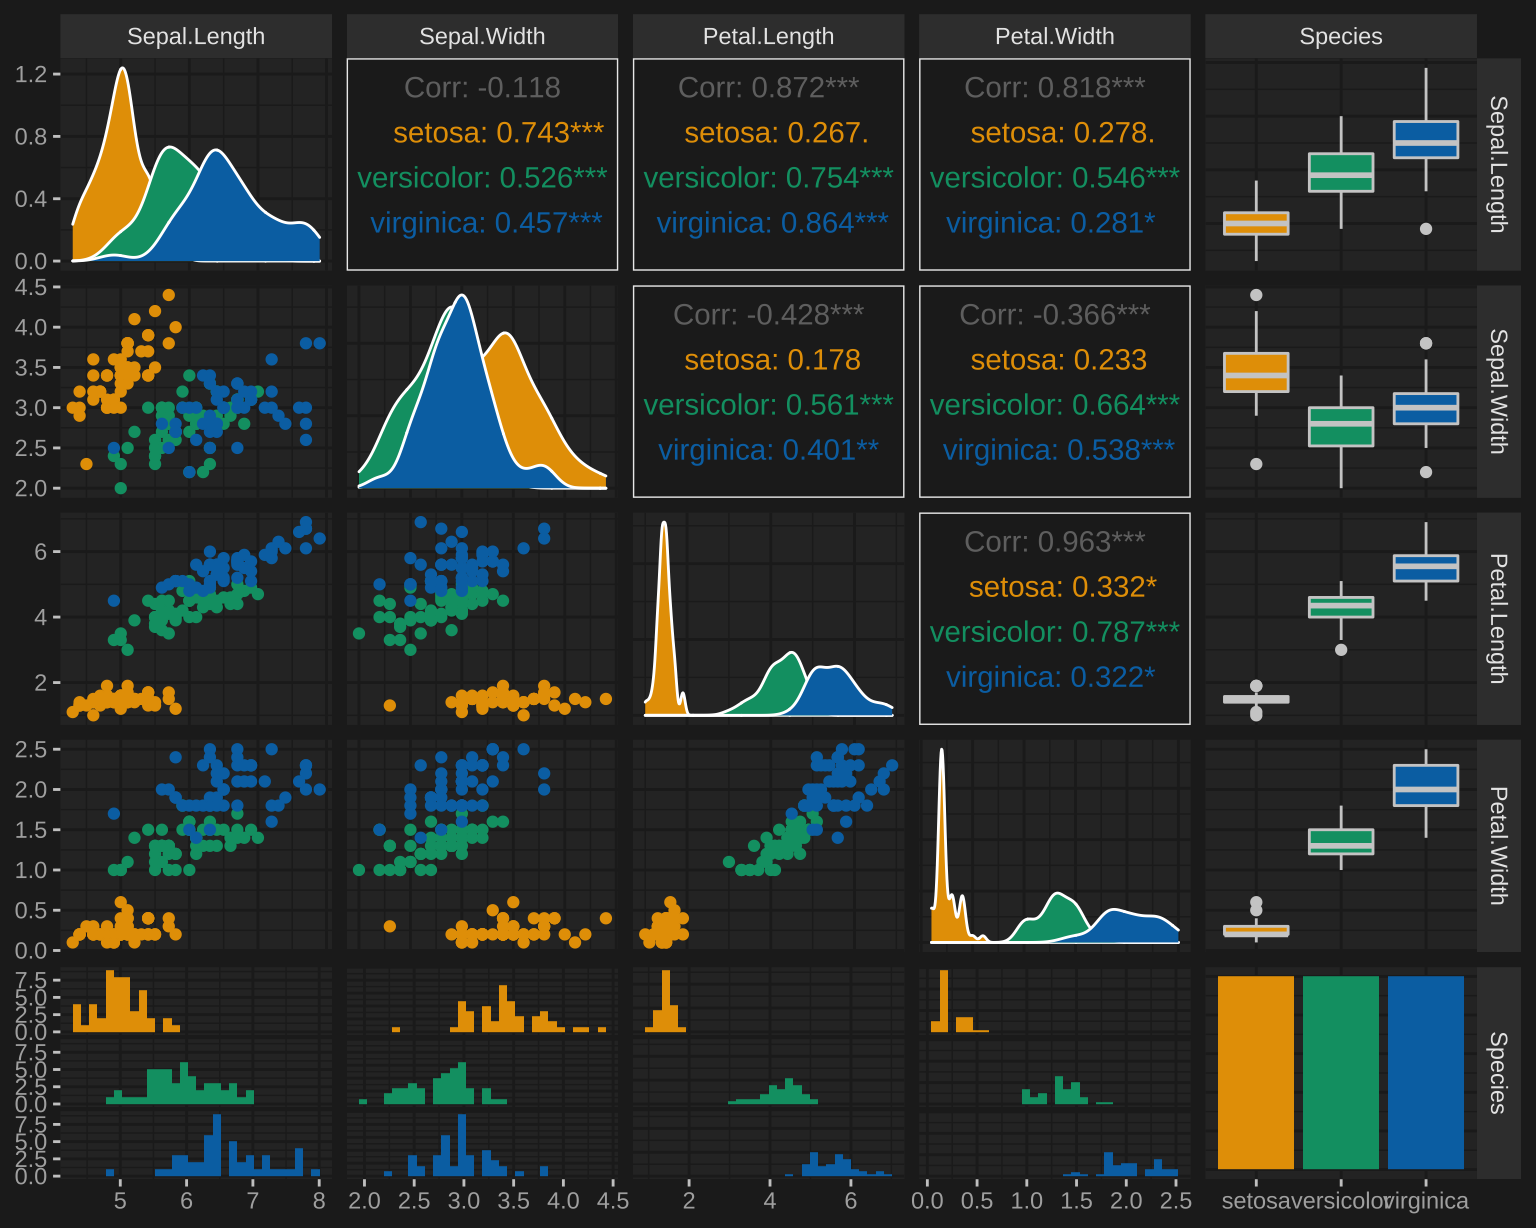 Sepal.Length Sepal.Width Petal.Length Petal.Width Species
1.2
0.8
0.4
0.0
Corr: -0.118
setosa: 0.743***
versicolor: 0.526***
virginica: 0.457***
Corr: 0.872***
setosa: 0.267.
versicolor: 0.754***
virginica: 0.864***
Corr: 0.818***
setosa: 0.278.
versicolor: 0.546***
virginica: 0.281*
Sepal.Length
4.5
4.0
3.5
3.0
2.5
2.0
Corr: -0.428***
setosa: 0.178
versicolor: 0.561***
virginica: 0.401**
Corr: -0.366***
setosa: 0.233
versicolor: 0.664***
virginica: 0.538***
Sepal.Width
6
4
2
Corr: 0.963***
setosa: 0.332*
versicolor: 0.787***
virginica: 0.322*
Petal.Length
2.5
2.0
1.5
1.0
0.5
0.0
Petal.Width
7.5
5.0
2.5
0.0
7.5
5.0
2.5
0.0
7.5
5.0
2.5
0.0
Species
5 6 7 8 2.0 2.5 3.0 3.5 4.0 4.5 2 4 6 0.0 0.5 1.0 1.5 2.0 2.5 setosa versicolor virginica